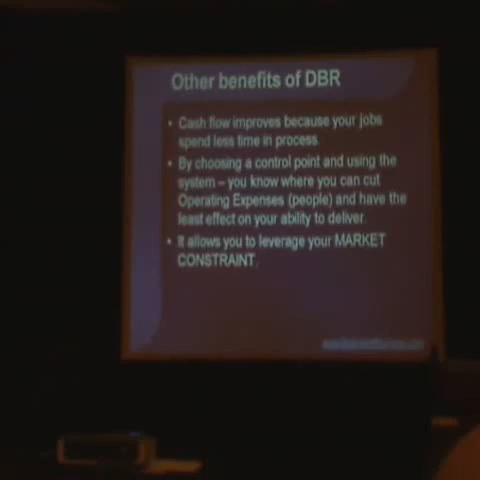 Other benefits of DBR
• Cash flow improves because your jobs
spend less time in process.
• By choosing a control point and using the
system – you know where you can cut
Operating Expenses (people) and have the
least effect on your ability to deliver.
• It allows you to leverage your MARKET
CONSTRAINT.